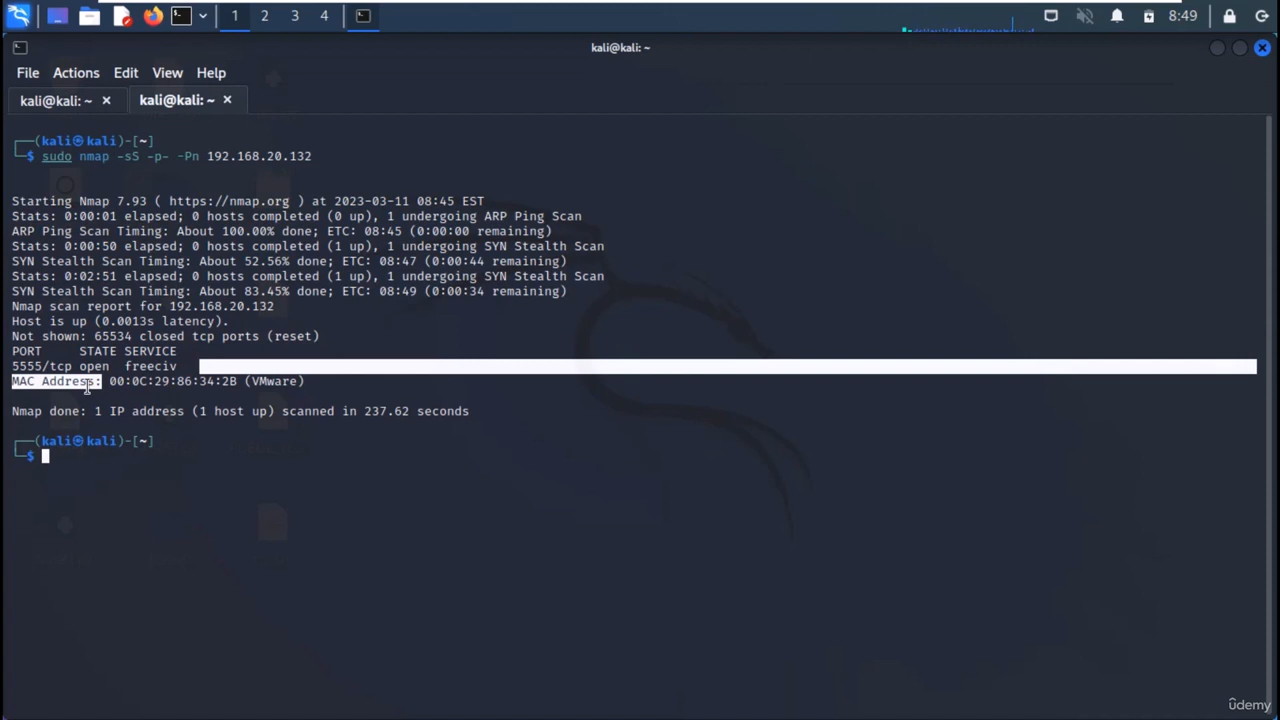 1 2 3 4 8:49
kali@kali: ~
File Actions Edit View Help
kali@kali: ~ × kali@kali: ~ ×
┌──(kali㉿kali)-[~]
└─$ sudo nmap -sS -p- -Pn 192.168.20.132
Starting Nmap 7.93 ( https://nmap.org ) at 2023-03-11 08:45 EST
Stats: 0:00:01 elapsed; 0 hosts completed (0 up), 1 undergoing ARP Ping Scan
ARP Ping Scan Timing: About 100.00% done; ETC: 08:45 (0:00:00 remaining)
Stats: 0:00:50 elapsed; 0 hosts completed (1 up), 1 undergoing SYN Stealth Scan
SYN Stealth Scan Timing: About 52.56% done; ETC: 08:47 (0:00:44 remaining)
Stats: 0:02:51 elapsed; 0 hosts completed (1 up), 1 undergoing SYN Stealth Scan
SYN Stealth Scan Timing: About 83.45% done; ETC: 08:49 (0:00:34 remaining)
Nmap scan report for 192.168.20.132
Host is up (0.0013s latency).
Not shown: 65534 closed tcp ports (reset)
PORT STATE SERVICE
5555/tcp open freeciv
MAC Address: 00:0C:29:86:34:2B (VMware)
Nmap done: 1 IP address (1 host up) scanned in 237.62 seconds
┌──(kali㉿kali)-[~]
└─$
ûdemy